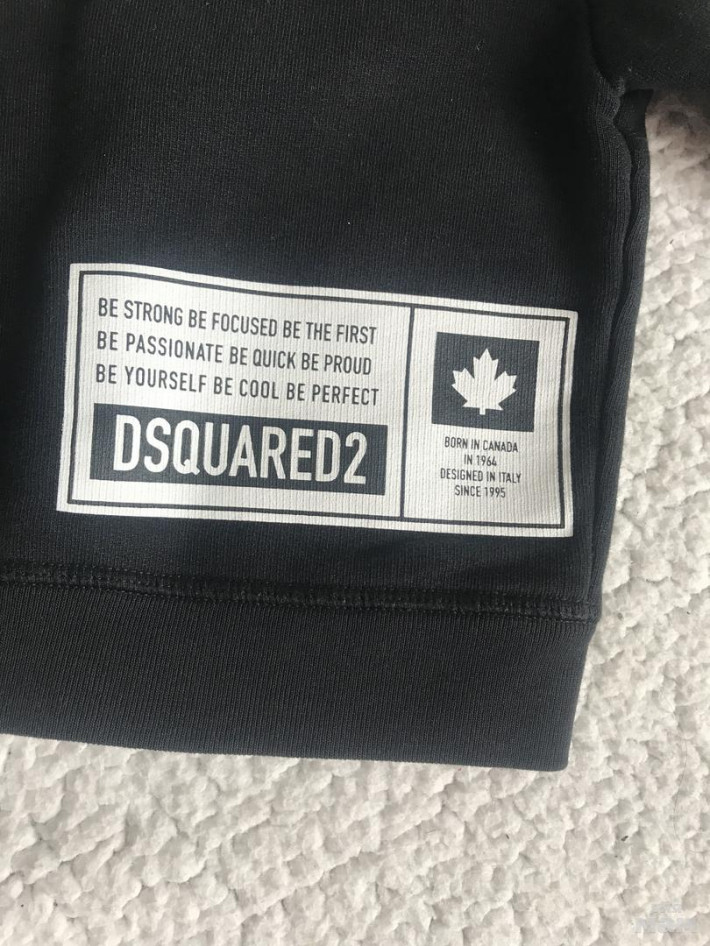 BE STRONG BE FOCUSED BE THE FIRST
BE PASSIONATE BE QUICK BE PROUD
BE YOURSELF BE COOL BE PERFECT
DSQUARED2
BORN IN CANADA
IN 1964
DESIGNED IN ITALY
SINCE 1995